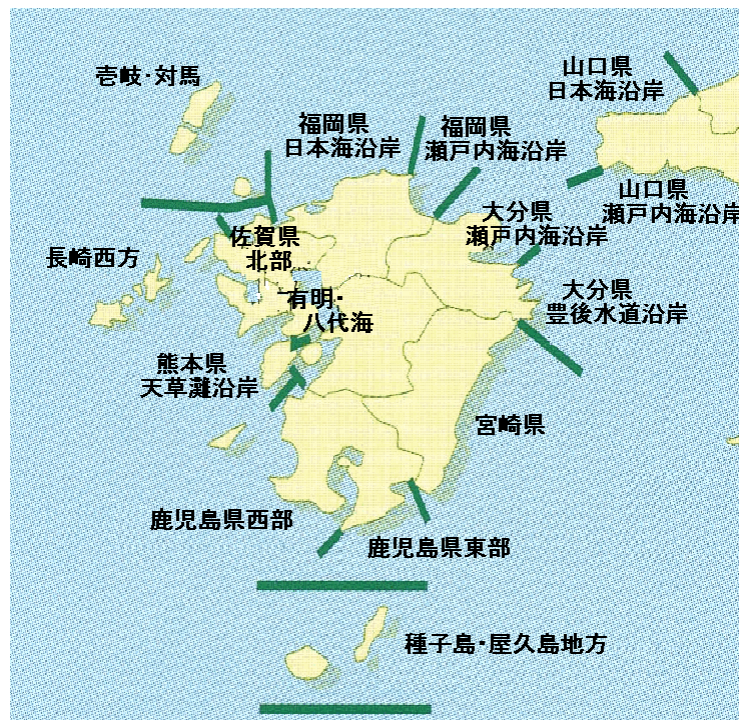 壱岐・対馬
福岡県
日本海沿岸
福岡県
瀬戸内海沿岸
山口県
日本海沿岸
山口県
瀬戸内海沿岸
大分県
瀬戸内海沿岸
佐賀県
北部
長崎西方
有明・
八代海
大分県
豊後水道沿岸
熊本県
天草灘沿岸
宮崎県
鹿児島県西部
鹿児島県東部
種子島・屋久島地方